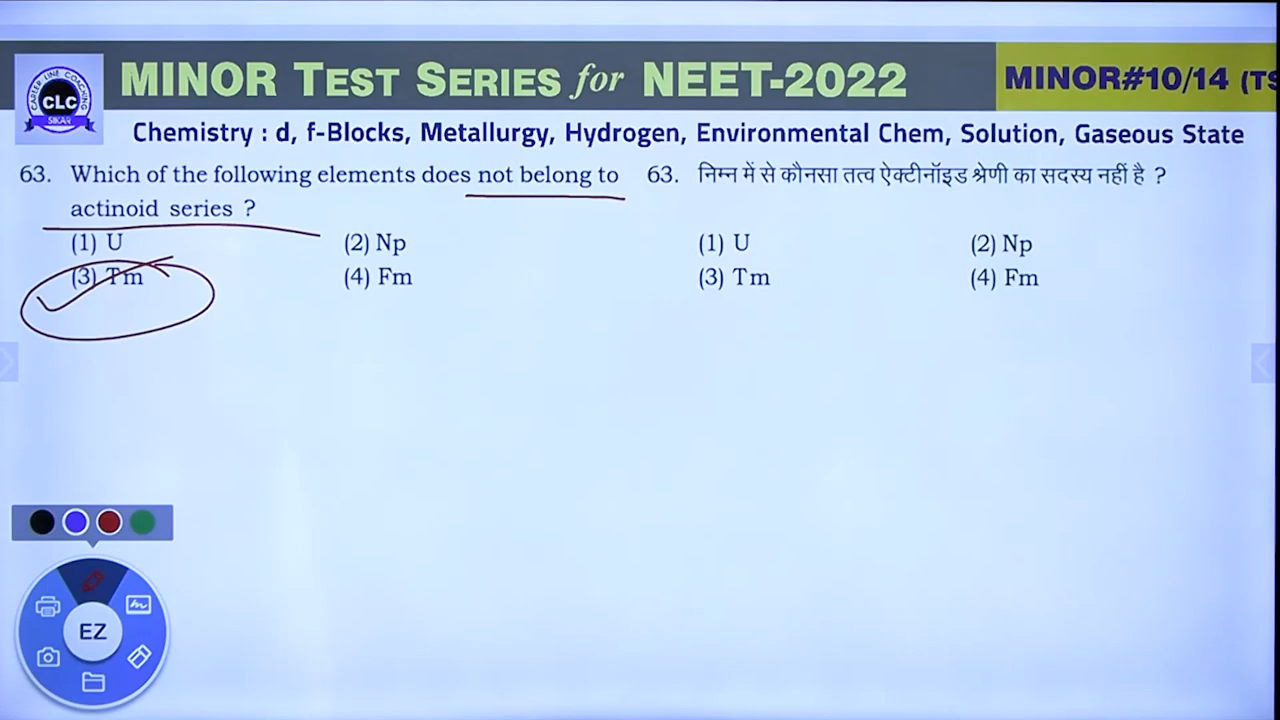 CAREER LINE COACHING
CLC
SIKAR
MINOR TEST SERIES for NEET-2022
MINOR#10/14 (TS
Chemistry : d, f-Blocks, Metallurgy, Hydrogen, Environmental Chem, Solution, Gaseous State
63. Which of the following elements does not belong to
actinoid series ?
(1) U (2) Np
(3) Tm (4) Fm
63. निम्न में से कौनसा तत्व ऐक्टीनॉइड श्रेणी का सदस्य नहीं है ?
(1) U (2) Np
(3) Tm (4) Fm
EZ